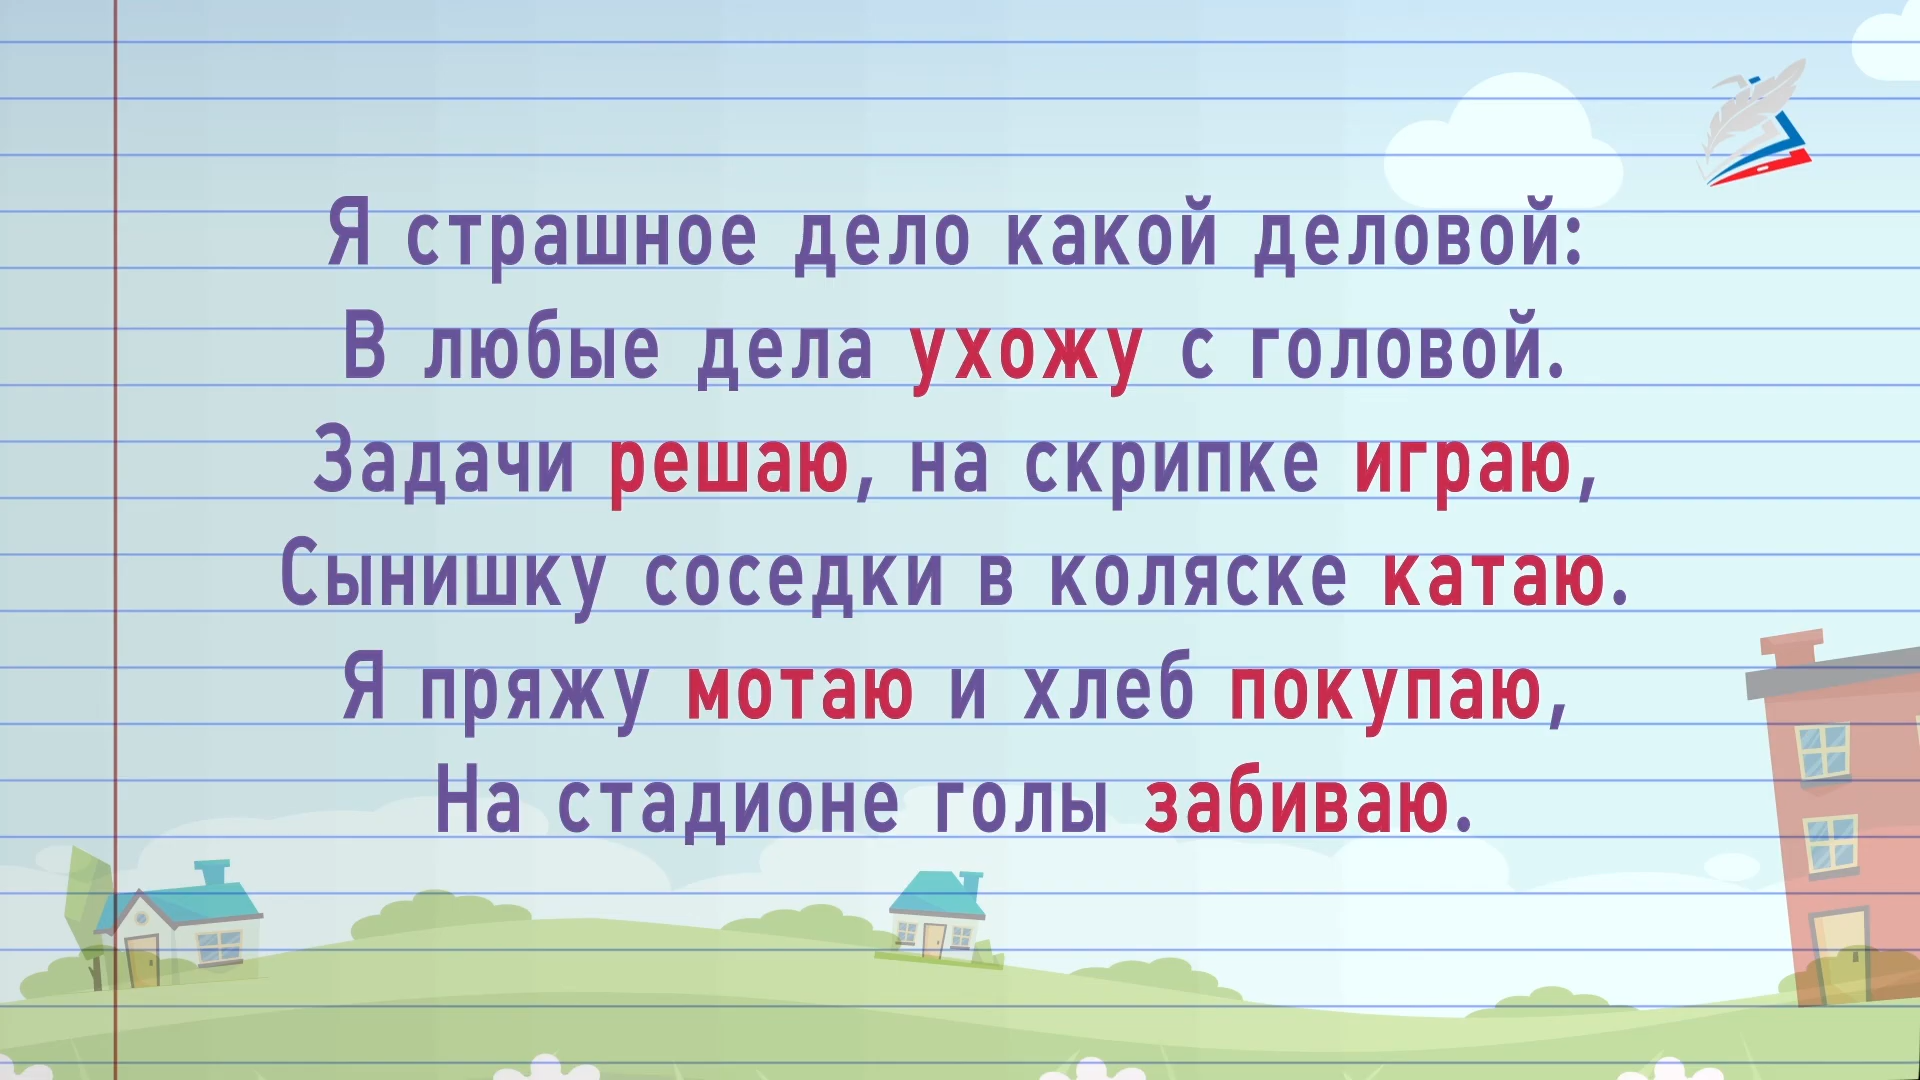 Я страшное дело какой деловой:
В любые дела ухожу с головой.
Задачи решаю, на скрипке играю,
Сынишку соседки в коляске катаю.
Я пряжу мотаю и хлеб покупаю,
На стадионе голы забиваю.